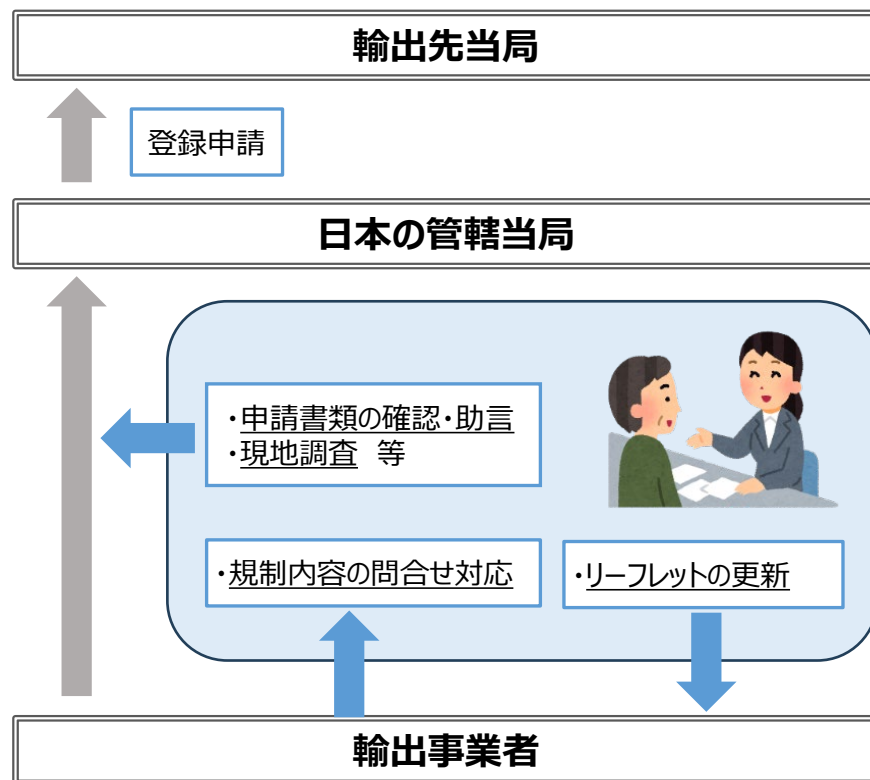 輸出先当局
登録申請
日本の管轄当局
・申請書類の確認・助言
・現地調査　等
・規制内容の問合せ対応
・リーフレットの更新
輸出事業者